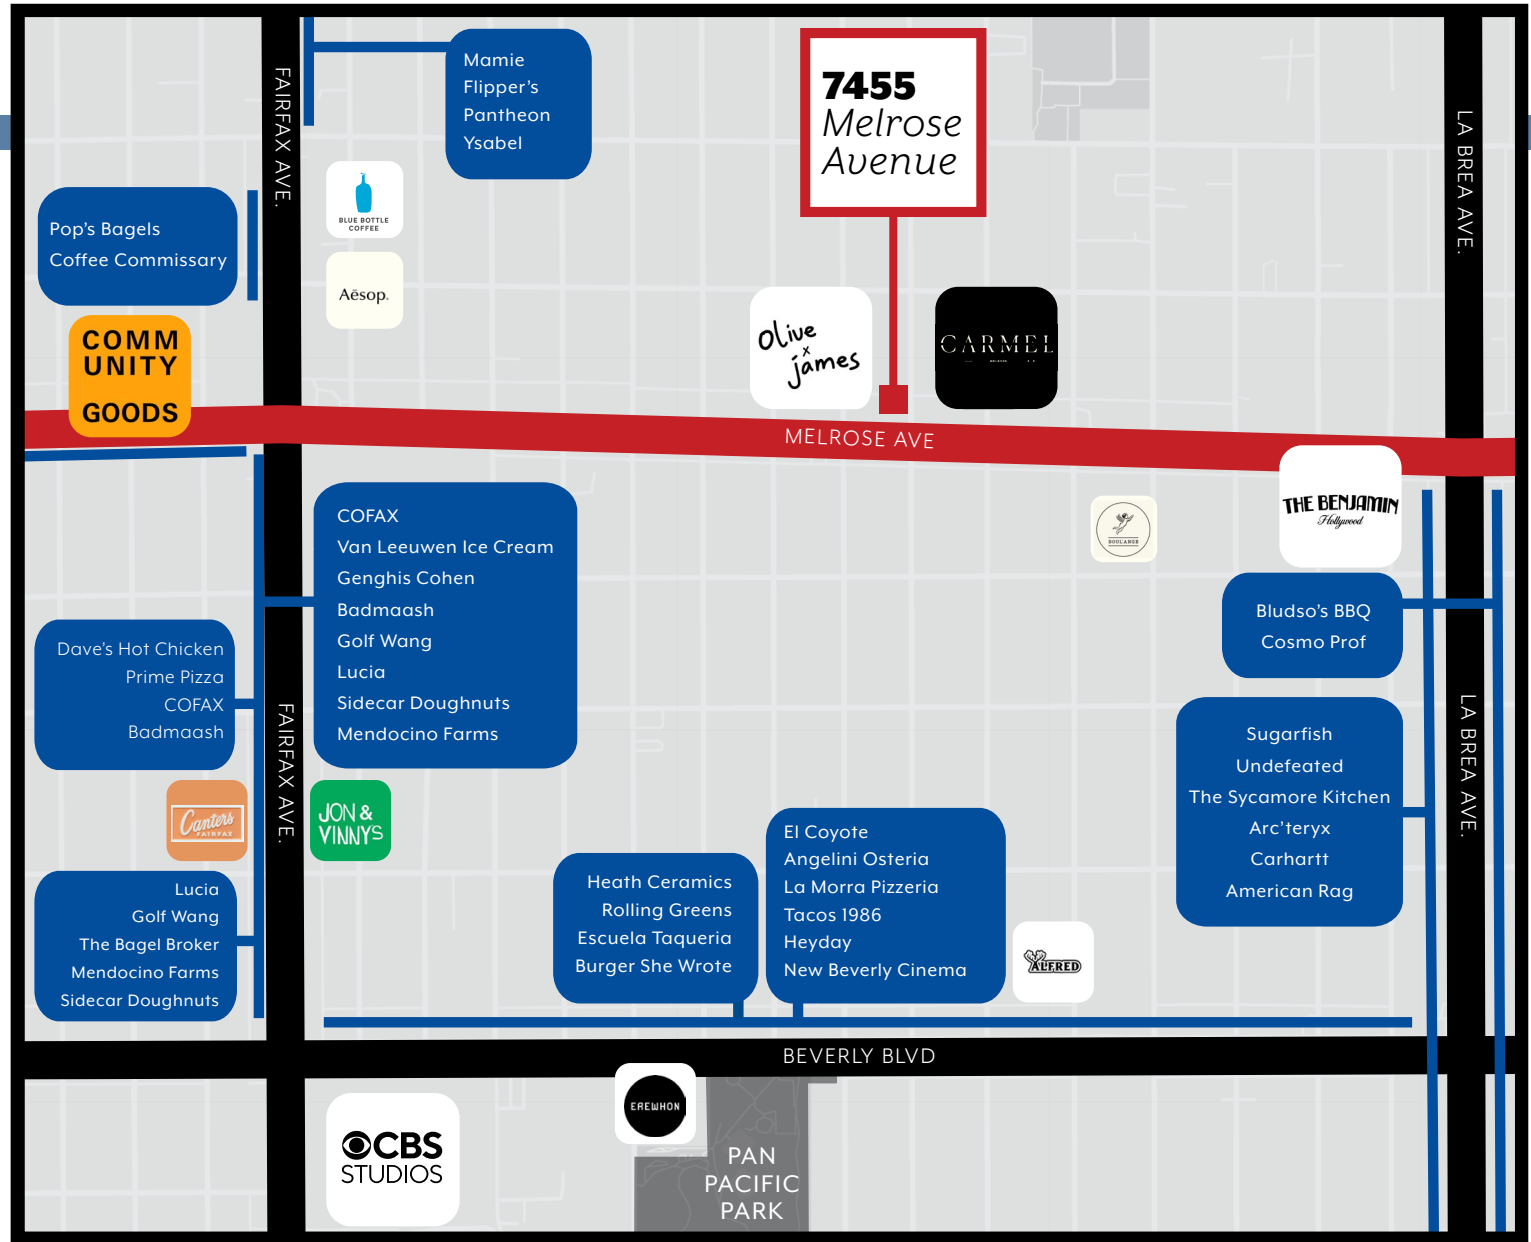 FAIRFAX AVE.
Mamie
Flipper's
Pantheon
Ysabel
7455
Melrose
Avenue
LA BREA AVE.
BLUE BOTTLE
COFFEE
Aēsop.
Pop's Bagels
Coffee Commissary
COMM
UNITY
GOODS
Olive
x
james
CARMEL
MELROSE AVE
THE BENJAMIN
Hollywood
BOULANGE
COFAX
Van Leeuwen Ice Cream
Genghis Cohen
Badmaash
Golf Wang
Lucia
Sidecar Doughnuts
Mendocino Farms
Bludso's BBQ
Cosmo Prof
Dave's Hot Chicken
Prime Pizza
COFAX
Badmaash
FAIRFAX AVE.
LA BREA AVE.
Sugarfish
Undefeated
The Sycamore Kitchen
Arc'teryx
Carhartt
American Rag
Canter's
FAIRFAX
JON &
VINNY'S
Lucia
Golf Wang
The Bagel Broker
Mendocino Farms
Sidecar Doughnuts
Heath Ceramics
Rolling Greens
Escuela Taqueria
Burger She Wrote
El Coyote
Angelini Osteria
La Morra Pizzeria
Tacos 1986
Heyday
New Beverly Cinema
ALFRED
BEVERLY BLVD
EREWHON
CBS
STUDIOS
PAN
PACIFIC
PARK